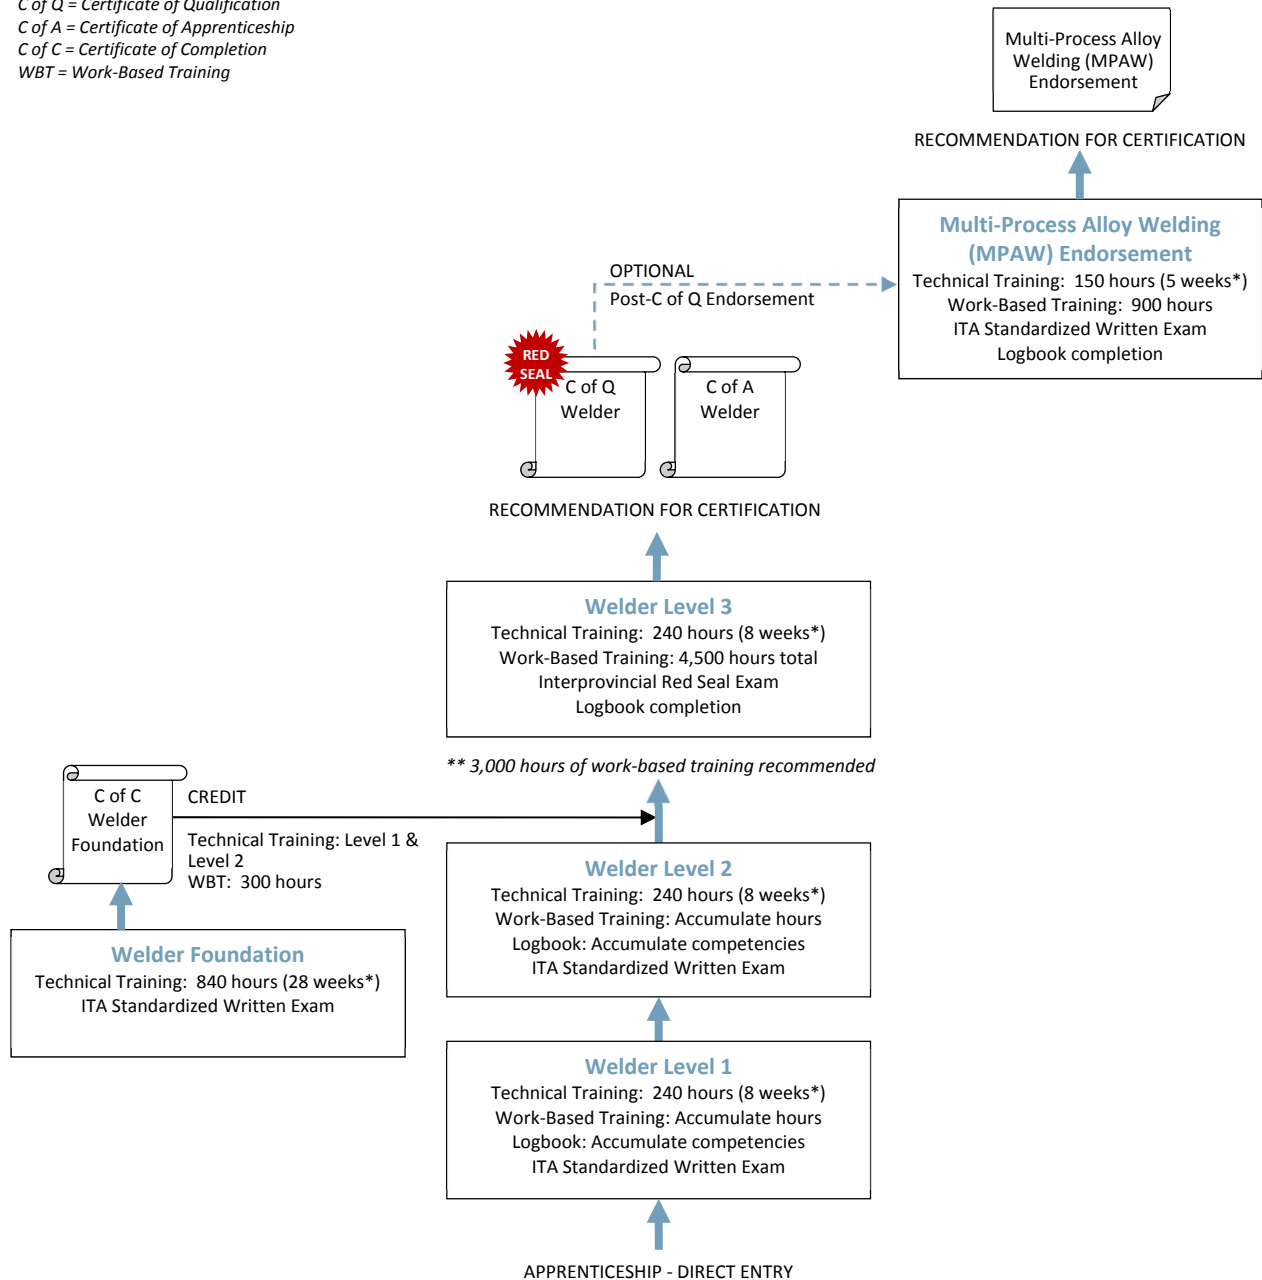 C of Q = Certificate of Qualification
C of A = Certificate of Apprenticeship
C of C = Certificate of Completion
WBT = Work-Based Training
Multi-Process Alloy
Welding (MPAW)
Endorsement
RECOMMENDATION FOR CERTIFICATION
Multi-Process Alloy Welding
(MPAW) Endorsement
Technical Training:  150 hours (5 weeks*)
Work-Based Training:  900 hours
ITA Standardized Written Exam
Logbook completion
OPTIONAL
Post-C of Q Endorsement
RED
SEAL
C of Q
Welder
C of A
Welder
RECOMMENDATION FOR CERTIFICATION
Welder Level 3
Technical Training:  240 hours (8 weeks*)
Work-Based Training: 4,500 hours total
Interprovincial Red Seal Exam
Logbook completion
** 3,000 hours of work-based training recommended
C of C
Welder
Foundation
CREDIT
Technical Training: Level 1 &
Level 2
WBT:  300 hours
Welder Level 2
Technical Training:  240 hours (8 weeks*)
Work-Based Training: Accumulate hours
Logbook: Accumulate competencies
ITA Standardized Written Exam
Welder Foundation
Technical Training:  840 hours (28 weeks*)
ITA Standardized Written Exam
Welder Level 1
Technical Training:  240 hours (8 weeks*)
Work-Based Training: Accumulate hours
Logbook: Accumulate competencies
ITA Standardized Written Exam
APPRENTICESHIP - DIRECT ENTRY